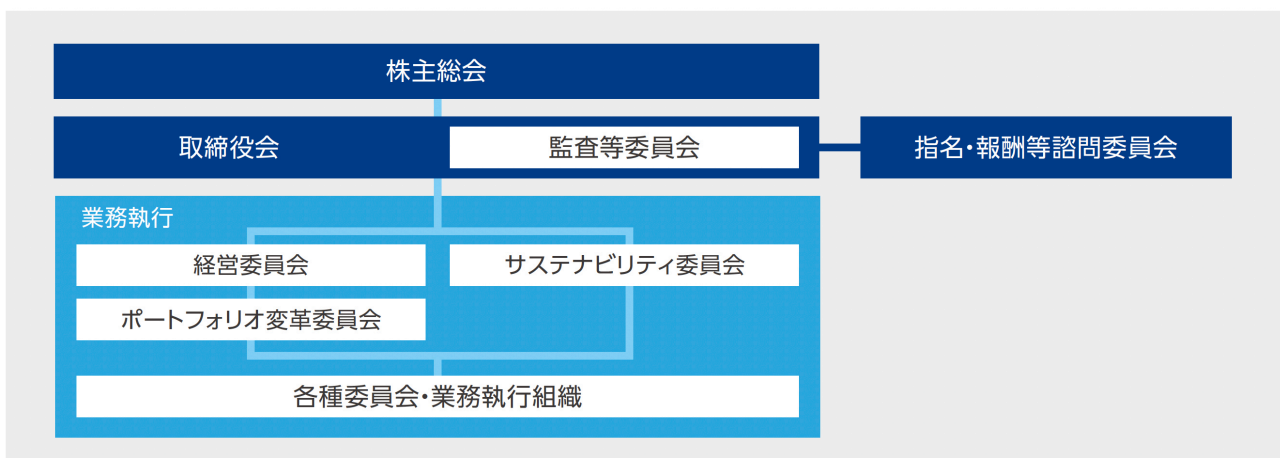 株主総会
取締役会
監査等委員会
指名・報酬等諮問委員会
業務執行
経営委員会
サステナビリティ委員会
ポートフォリオ変革委員会
各種委員会・業務執行組織